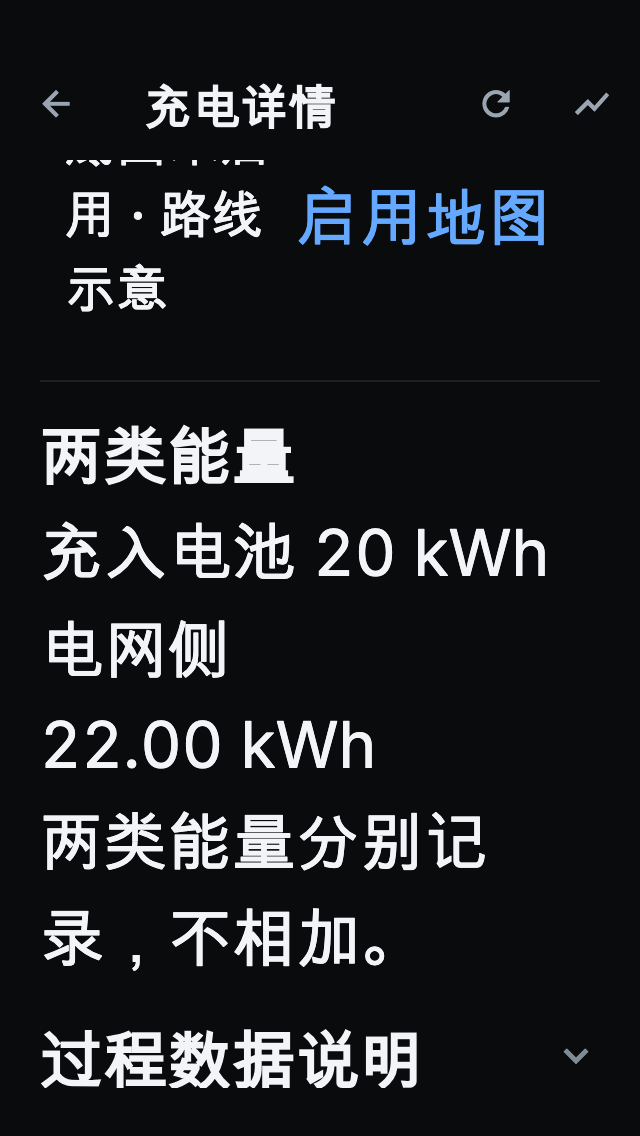 充电详情
用 · 路线
启用地图
示意
两类能量
充入电池 20 kWh
电网侧
22.00 kWh
两类能量分别记
录，不相加。
过程数据说明